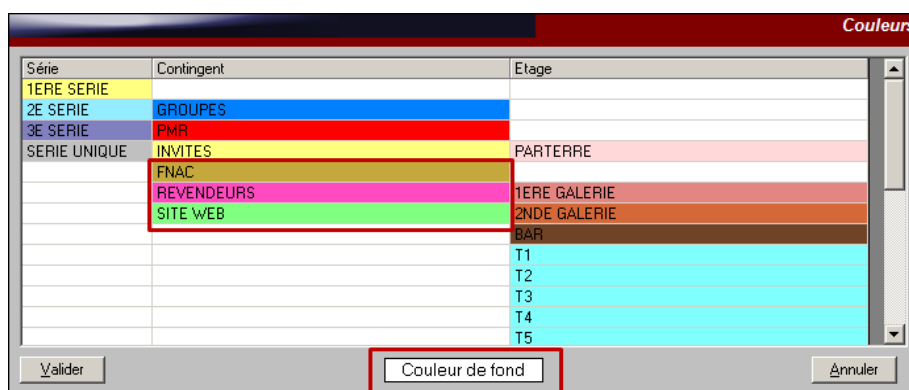 Couleurs
Série Contingent Etage
1ERE SERIE
2E SERIE GROUPES
3E SERIE PMR
SERIE UNIQUE INVITES PARTERRE
FNAC
REVENDEURS 1ERE GALERIE
SITE WEB 2NDE GALERIE
BAR
T1
T2
T3
T4
T5
Valider Couleur de fond Annuler